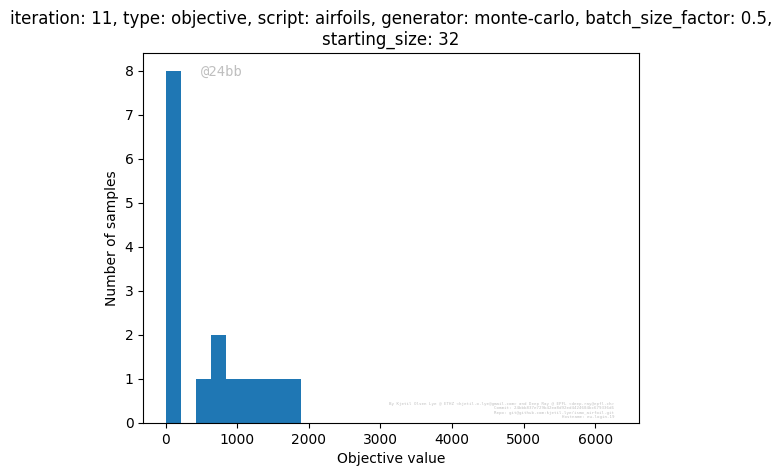 iteration: 11, type: objective, script: airfoils, generator: monte-carlo, batch_size_factor: 0.5,
starting_size: 32
@24bb
8
7
6
5
4
3
2
1
0
Number of samples
0 1000 2000 3000 4000 5000 6000
Objective value